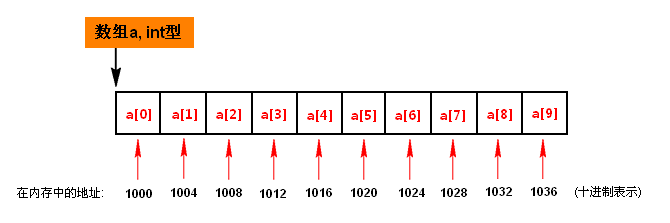 数组a, int型
a[0] a[1] a[2] a[3] a[4] a[5] a[6] a[7] a[8] a[9]
在内存中的地址: 1000 1004 1008 1012 1016 1020 1024 1028 1032 1036 (十进制表示)